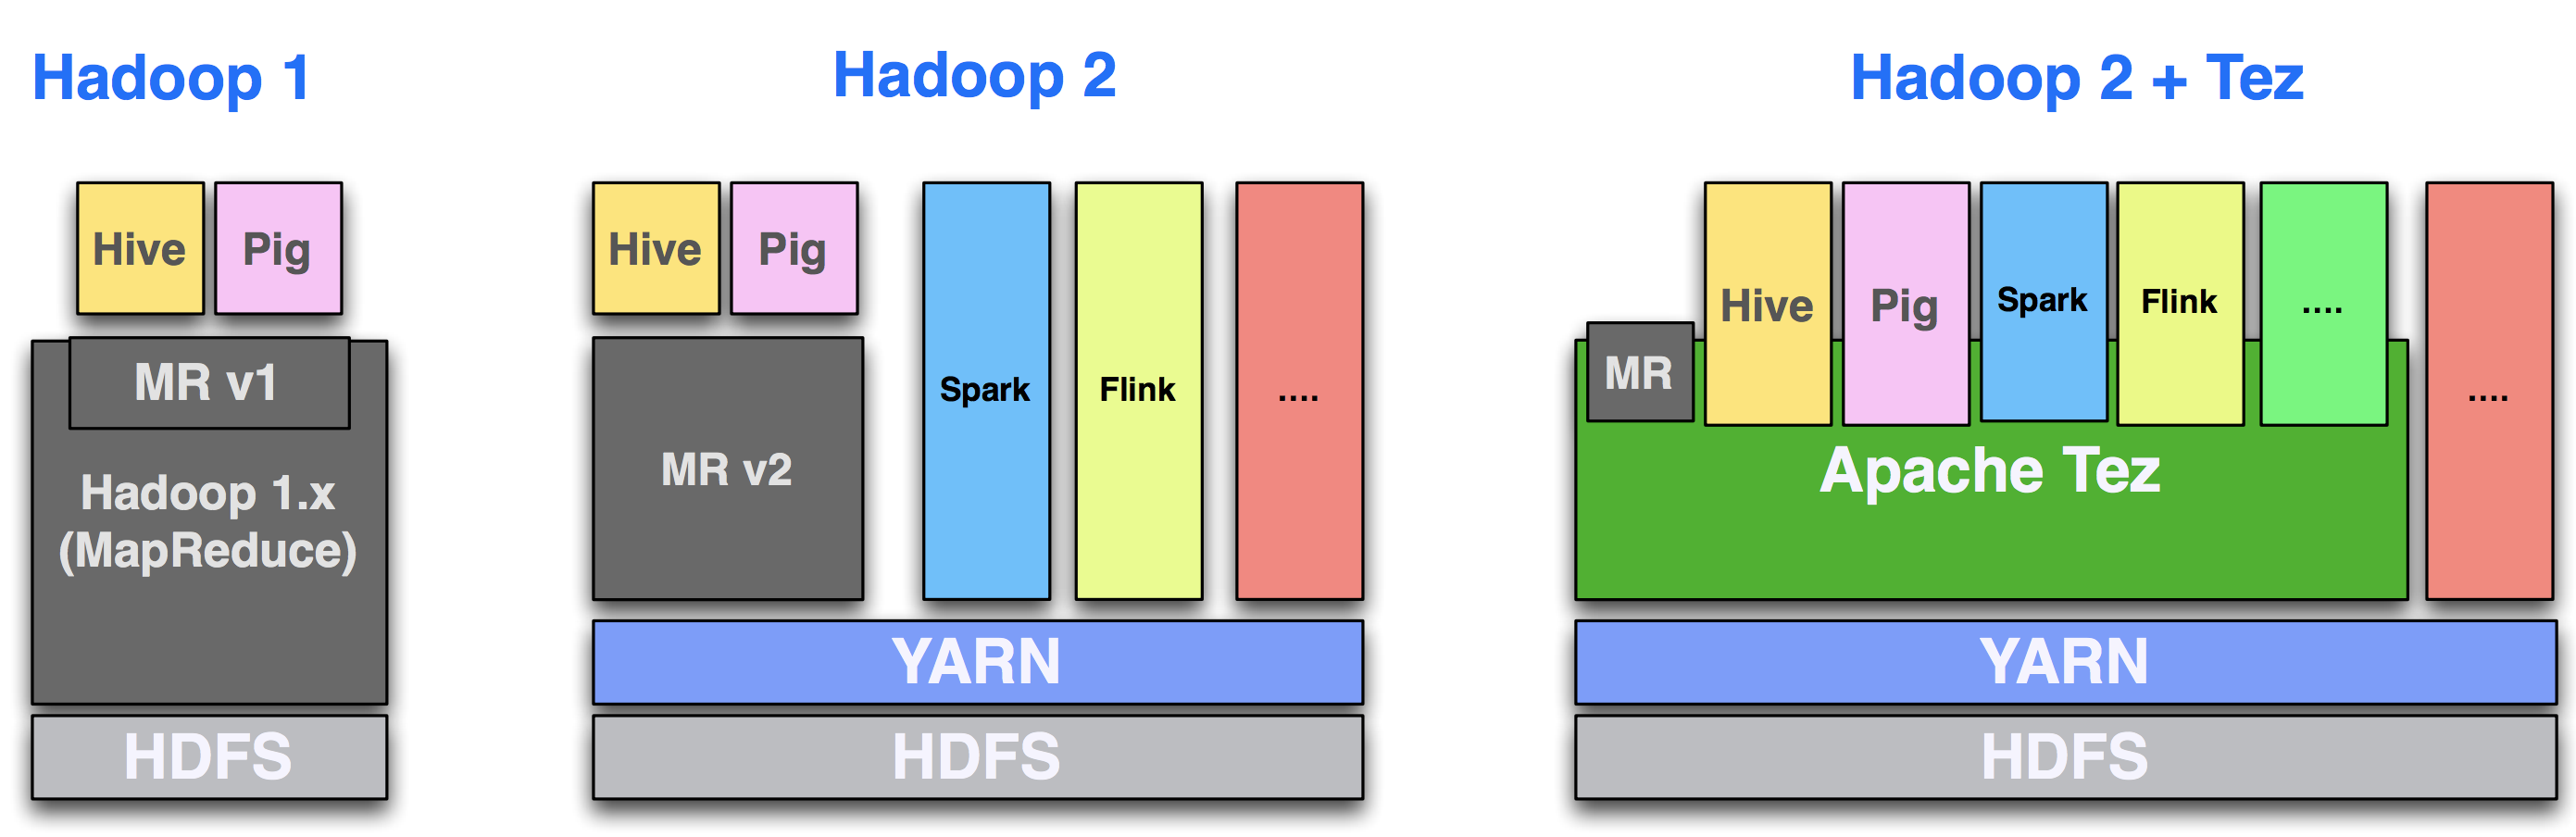 Hadoop 1
Hive
Pig
MR v1
Hadoop 1.x
(MapReduce)
HDFS
Hadoop 2
Hive
Pig
MR v2
Spark
Flink
....
YARN
HDFS
Hadoop 2 + Tez
MR
Hive
Pig
Spark
Flink
....
....
Apache Tez
YARN
HDFS